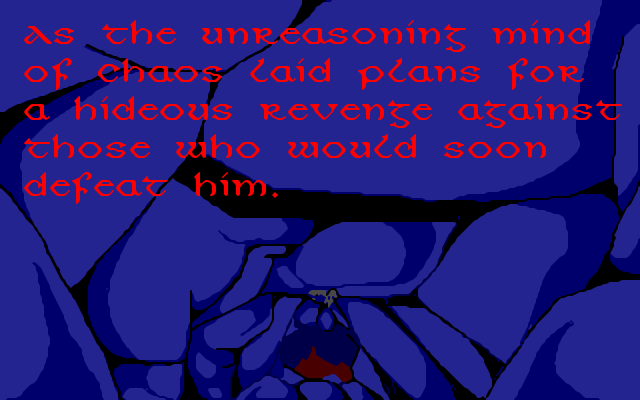 As the unreasoning mind
of Chaos laid plans for
a hideous revenge against
those who would soon
defeat him.